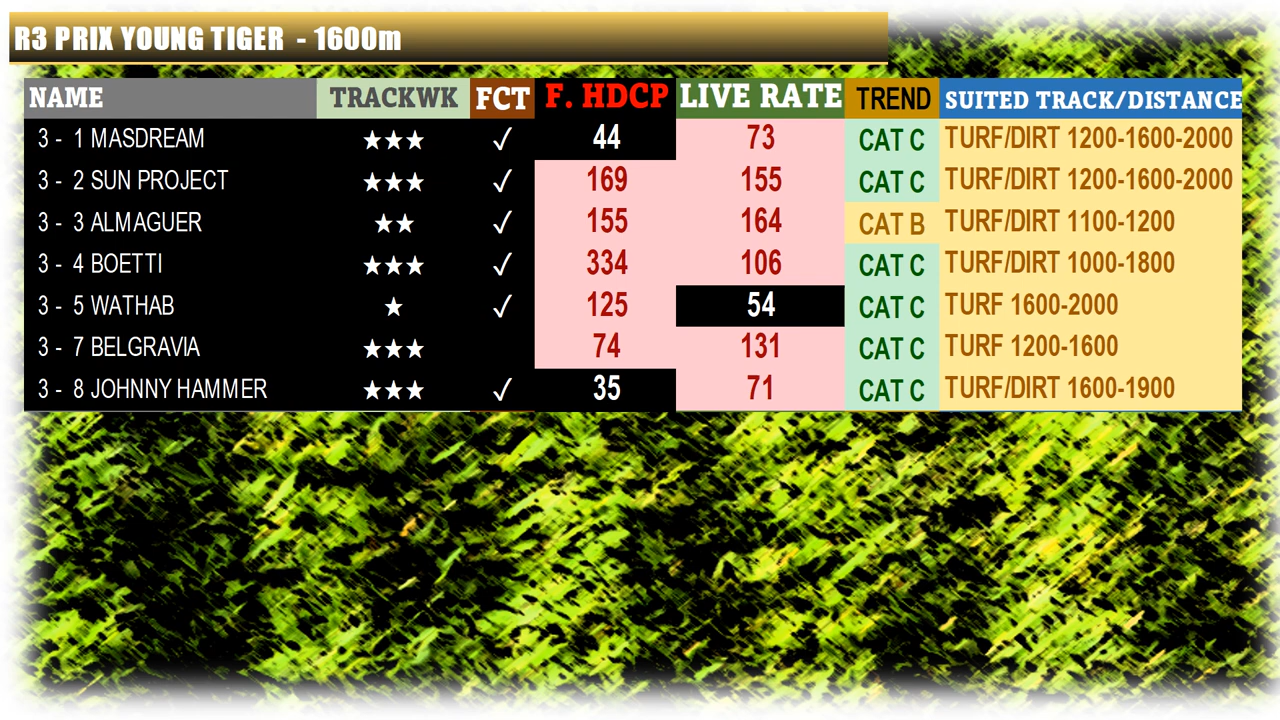 R3 PRIX YOUNG TIGER - 1600m
NAME TRACKWK FCT F. HDCP LIVE RATE TREND SUITED TRACK/DISTANCE
3 - 1 MASDREAM ★★★ ✓ 44 73 CAT C TURF/DIRT 1200-1600-2000
3 - 2 SUN PROJECT ★★★ ✓ 169 155 CAT C TURF/DIRT 1200-1600-2000
3 - 3 ALMAGUER ★★ ✓ 155 164 CAT B TURF/DIRT 1100-1200
3 - 4 BOETTI ★★★ ✓ 334 106 CAT C TURF/DIRT 1000-1800
3 - 5 WATHAB ★ ✓ 125 54 CAT C TURF 1600-2000
3 - 7 BELGRAVIA ★★★ 74 131 CAT C TURF 1200-1600
3 - 8 JOHNNY HAMMER ★★★ ✓ 35 71 CAT C TURF/DIRT 1600-1900